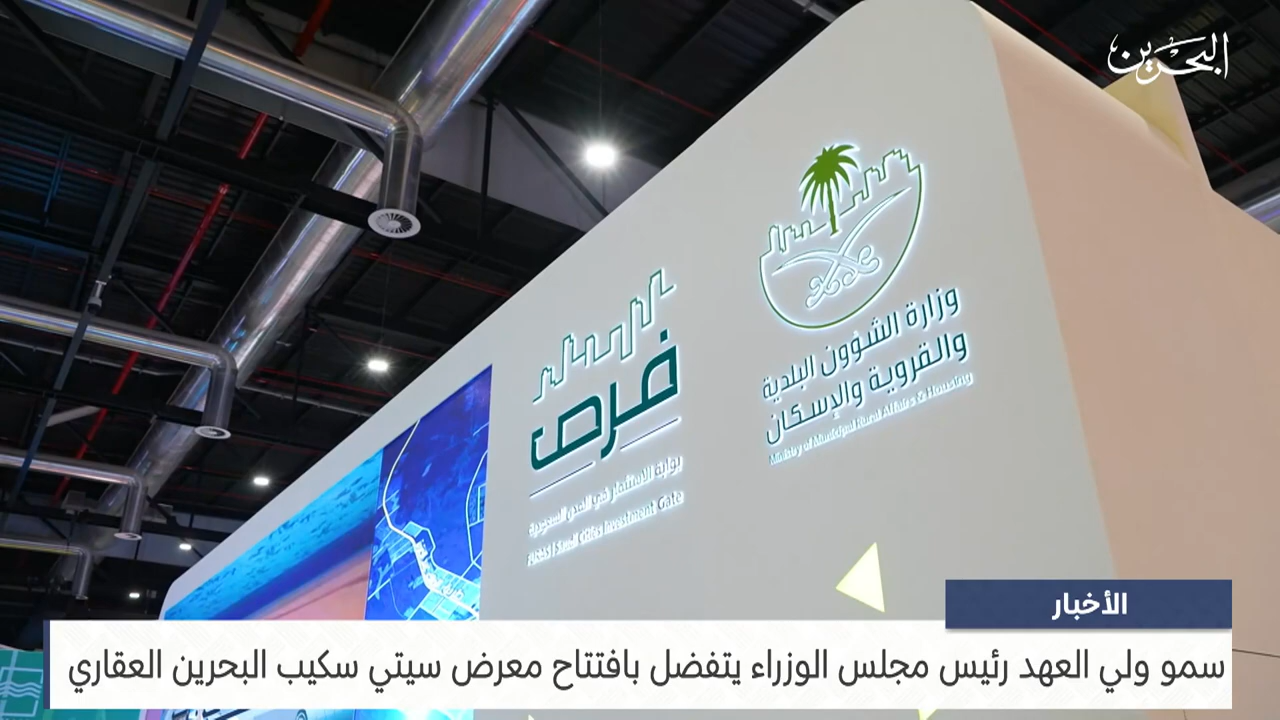 البحرين
وزارة الشؤون البلدية
والقروية والإسكان
Ministry of Municipal Rural Affairs & Housing
فرص
بوابة الاستثمار في المدن السعودية
Furas | Saudi Cities Investment Gate
الأخبار
سمو ولي العهد رئيس مجلس الوزراء يتفضل بافتتاح معرض سيتي سكيب البحرين العقاري